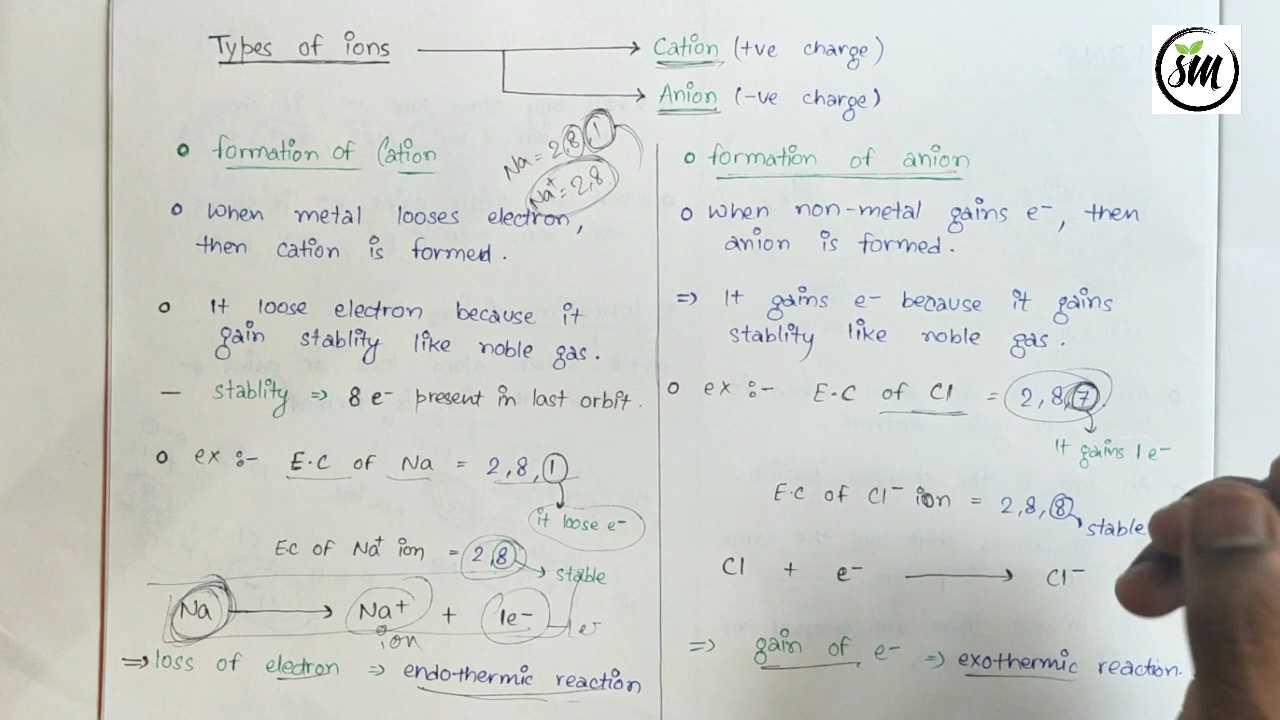 Types of ions
Cation (+ve charge)
Anion (-ve charge)
SM
formation of Cation
Na = 2,8,1
Na+ = 2,8
when metal looses electron,
then cation is formed.
It loose electron because it
gain stablity like noble gas.
— stablity ⇒ 8 e- present in last orbit.
ex :- E.C of Na = 2,8,1
it loose e-
E.C of Na+ ion = 2,8
stable
Na → Na+ + 1e-
ion
1e-
⇒ loss of electron ⇒ endothermic reaction
formation of anion
when non-metal gains e-, then
anion is formed.
⇒ It gains e- because it gains
stablity like noble gas.
ex :- E.C of Cl = 2,8,7
It gains 1e-
E.C of Cl- ion = 2,8,8
stable
Cl + e- → Cl-
⇒ gain of e- ⇒ exothermic reaction.